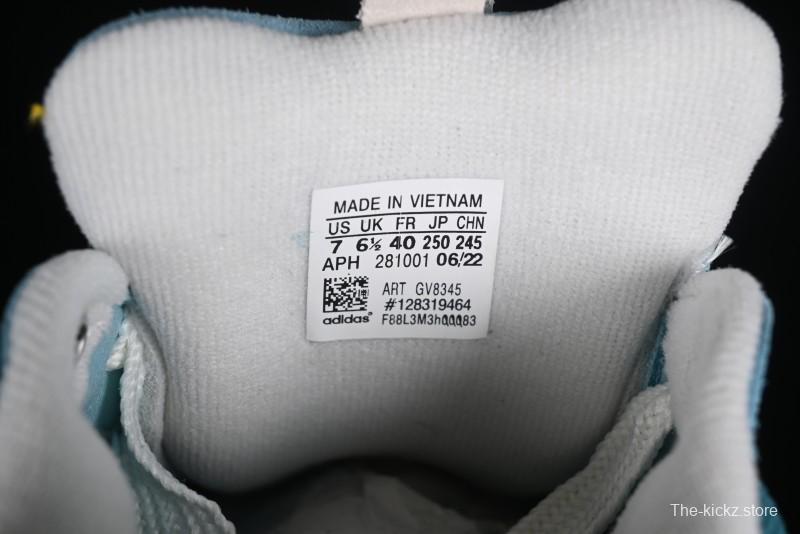 MADE IN VIETNAM
US UK FR JP CHN
7 6½ 40 250 245
APH 281001 06/22
ART GV8345
#128319464
adidas® F88L3M3h00083
The-kickz.store